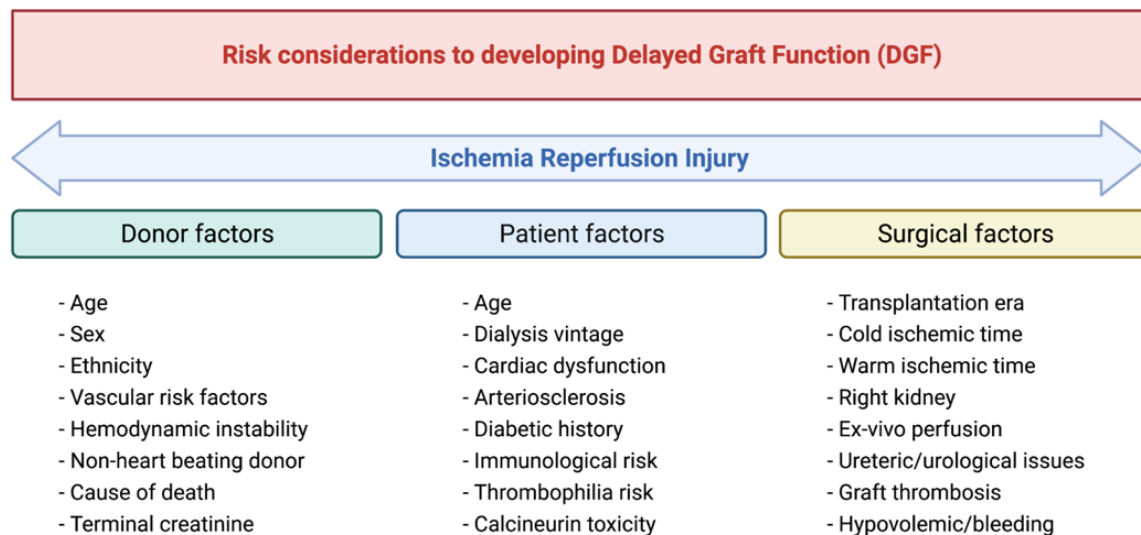 Risk considerations to developing Delayed Graft Function (DGF)
Ischemia Reperfusion Injury
Donor factors
- Age
- Sex
- Ethnicity
- Vascular risk factors
- Hemodynamic instability
- Non-heart beating donor
- Cause of death
- Terminal creatinine
Patient factors
- Age
- Dialysis vintage
- Cardiac dysfunction
- Arteriosclerosis
- Diabetic history
- Immunological risk
- Thrombophilia risk
- Calcineurin toxicity
Surgical factors
- Transplantation era
- Cold ischemic time
- Warm ischemic time
- Right kidney
- Ex-vivo perfusion
- Ureteric/urological issues
- Graft thrombosis
- Hypovolemic/bleeding